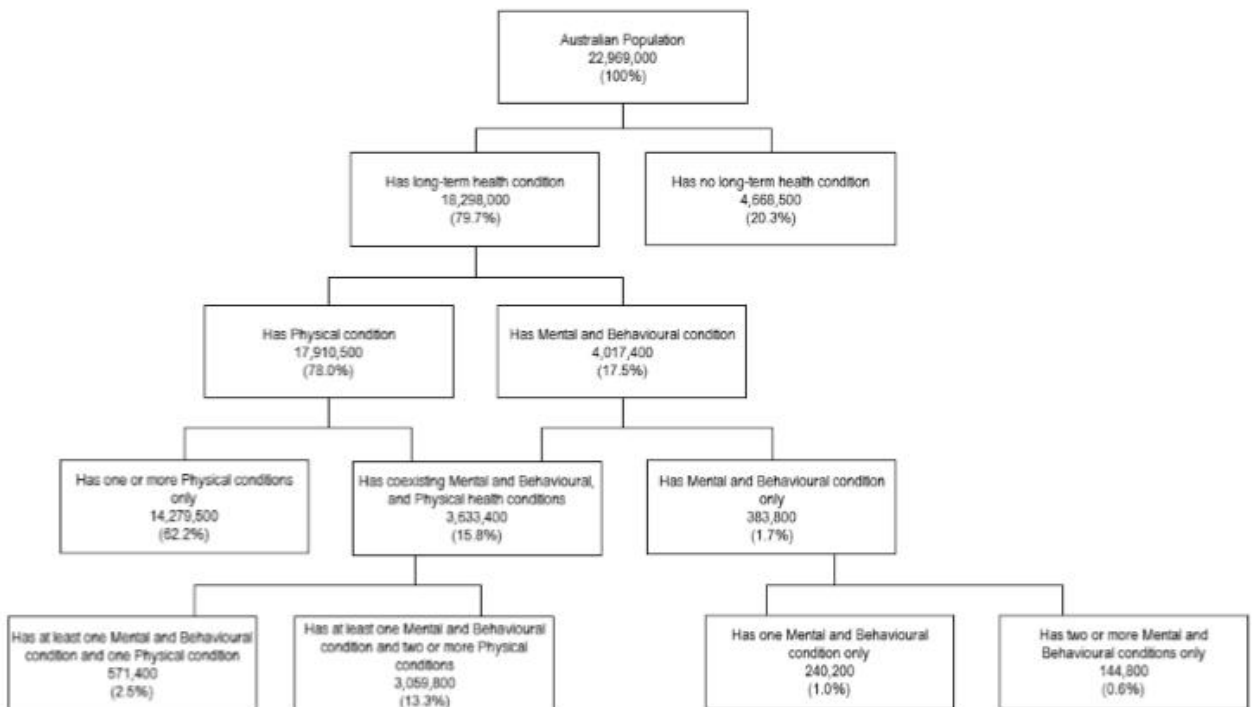 Australian Population
22,969,000
(100%)
Has long-term health condition
18,298,000
(79.7%)
Has no long-term health condition
4,668,500
(20.3%)
Has Physical condition
17,910,500
(78.0%)
Has Mental and Behavioural condition
4,017,400
(17.5%)
Has one or more Physical conditions
only
14,279,500
(62.2%)
Has coexisting Mental and Behavioural,
and Physical health conditions
3,633,400
(15.8%)
Has Mental and Behavioural condition
only
383,800
(1.7%)
Has at least one Mental and Behavioural
condition and one Physical condition
571,400
(2.5%)
Has at least one Mental and Behavioural
condition and two or more Physical
conditions
3,059,800
(13.3%)
Has one Mental and Behavioural
condition only
240,200
(1.0%)
Has two or more Mental and
Behavioural conditions only
144,800
(0.6%)